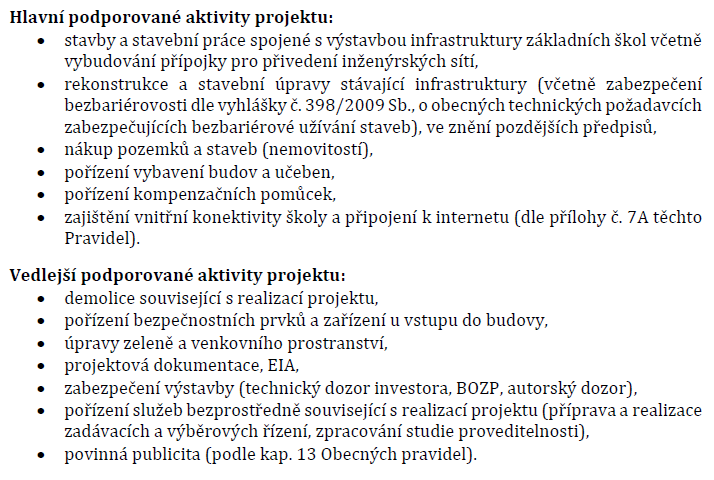 Hlavní podporované aktivity projektu:
• stavby a stavební práce spojené s výstavbou infrastruktury základních škol včetně
vybudování přípojky pro přivedení inženýrských sítí,
• rekonstrukce a stavební úpravy stávající infrastruktury (včetně zabezpečení
bezbariérovosti dle vyhlášky č. 398/2009 Sb., o obecných technických požadavcích
zabezpečujících bezbariérové užívání staveb), ve znění pozdějších předpisů,
• nákup pozemků a staveb (nemovitostí),
• pořízení vybavení budov a učeben,
• pořízení kompenzačních pomůcek,
• zajištění vnitřní konektivity školy a připojení k internetu (dle přílohy č. 7A těchto
Pravidel).
Vedlejší podporované aktivity projektu:
• demolice související s realizací projektu,
• pořízení bezpečnostních prvků a zařízení u vstupu do budovy,
• úpravy zeleně a venkovního prostranství,
• projektová dokumentace, EIA,
• zabezpečení výstavby (technický dozor investora, BOZP, autorský dozor),
• pořízení služeb bezprostředně související s realizací projektu (příprava a realizace
zadávacích a výběrových řízení, zpracování studie proveditelnosti),
• povinná publicita (podle kap. 13 Obecných pravidel).